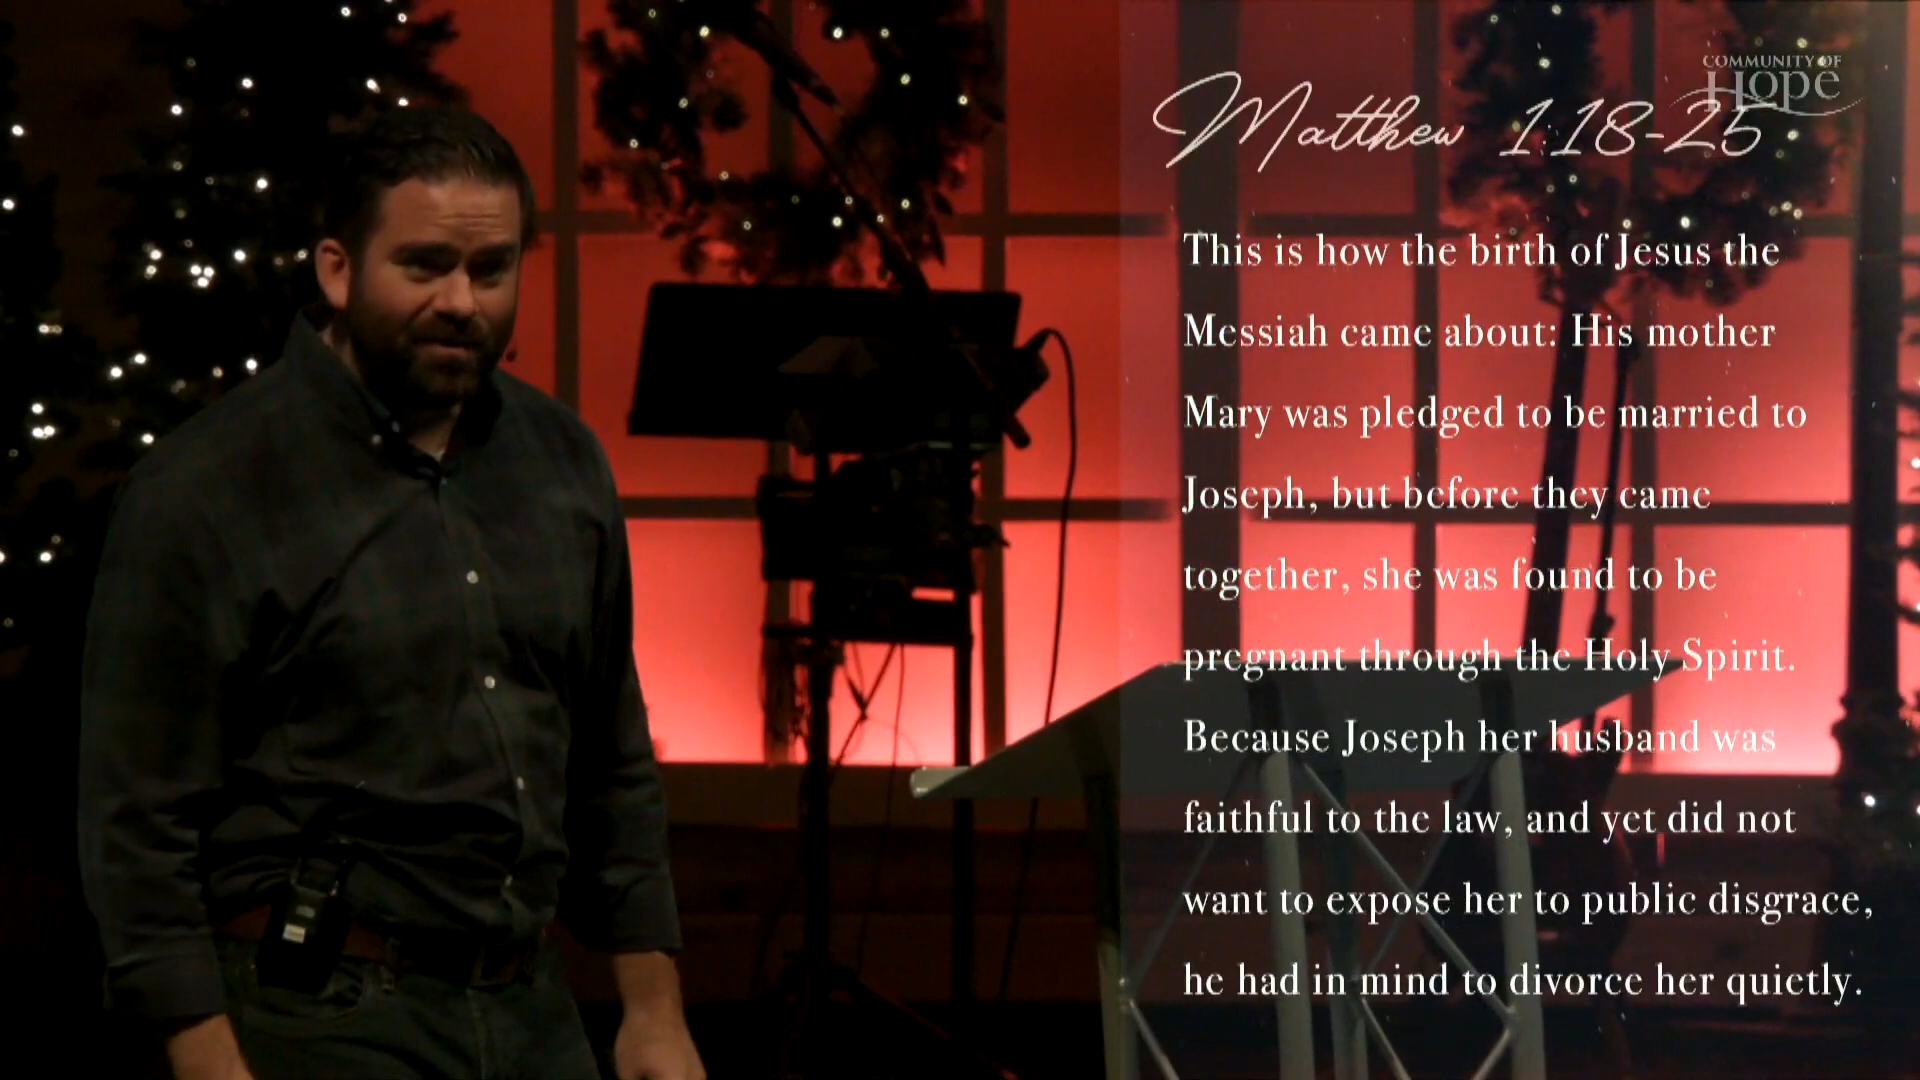 COMMUNITY OF
Hope
Matthew 1:18-25
This is how the birth of Jesus the
Messiah came about: His mother
Mary was pledged to be married to
Joseph, but before they came
together, she was found to be
pregnant through the Holy Spirit.
Because Joseph her husband was
faithful to the law, and yet did not
want to expose her to public disgrace,
he had in mind to divorce her quietly.